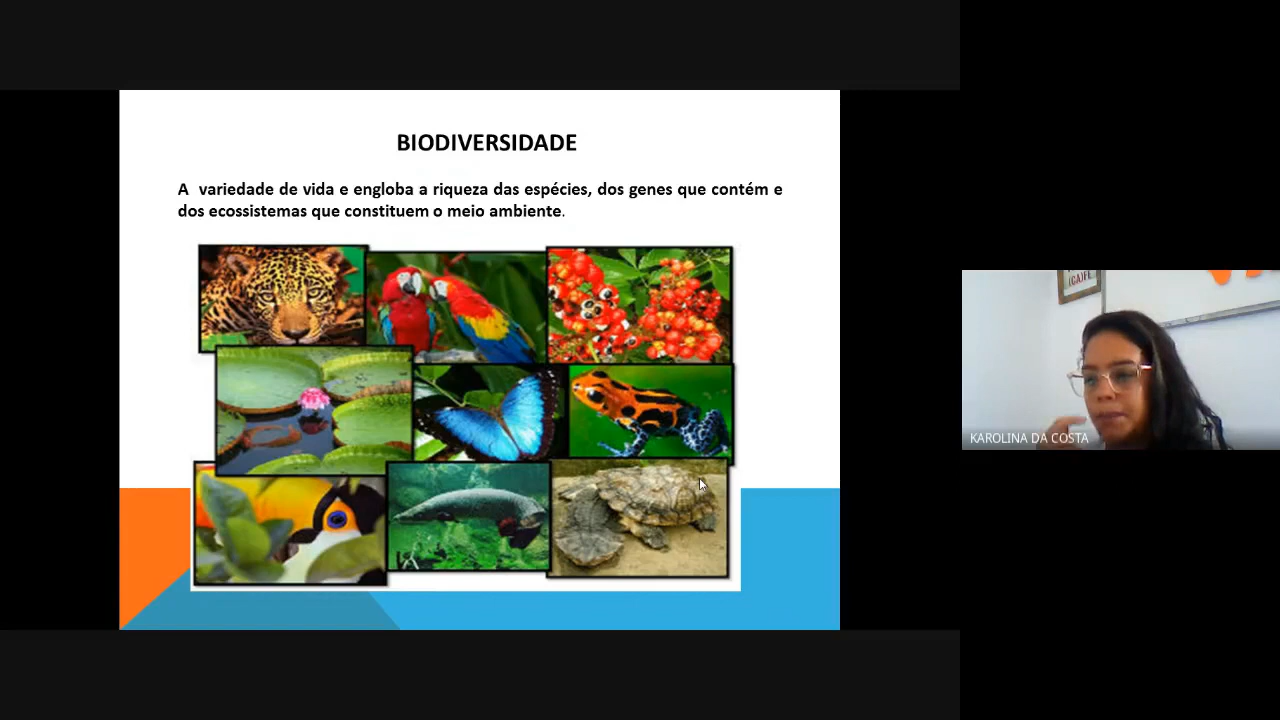 BIODIVERSIDADE
A variedade de vida e engloba a riqueza das espécies, dos genes que contém e
dos ecossistemas que constituem o meio ambiente.
KAROLINA DA COSTA